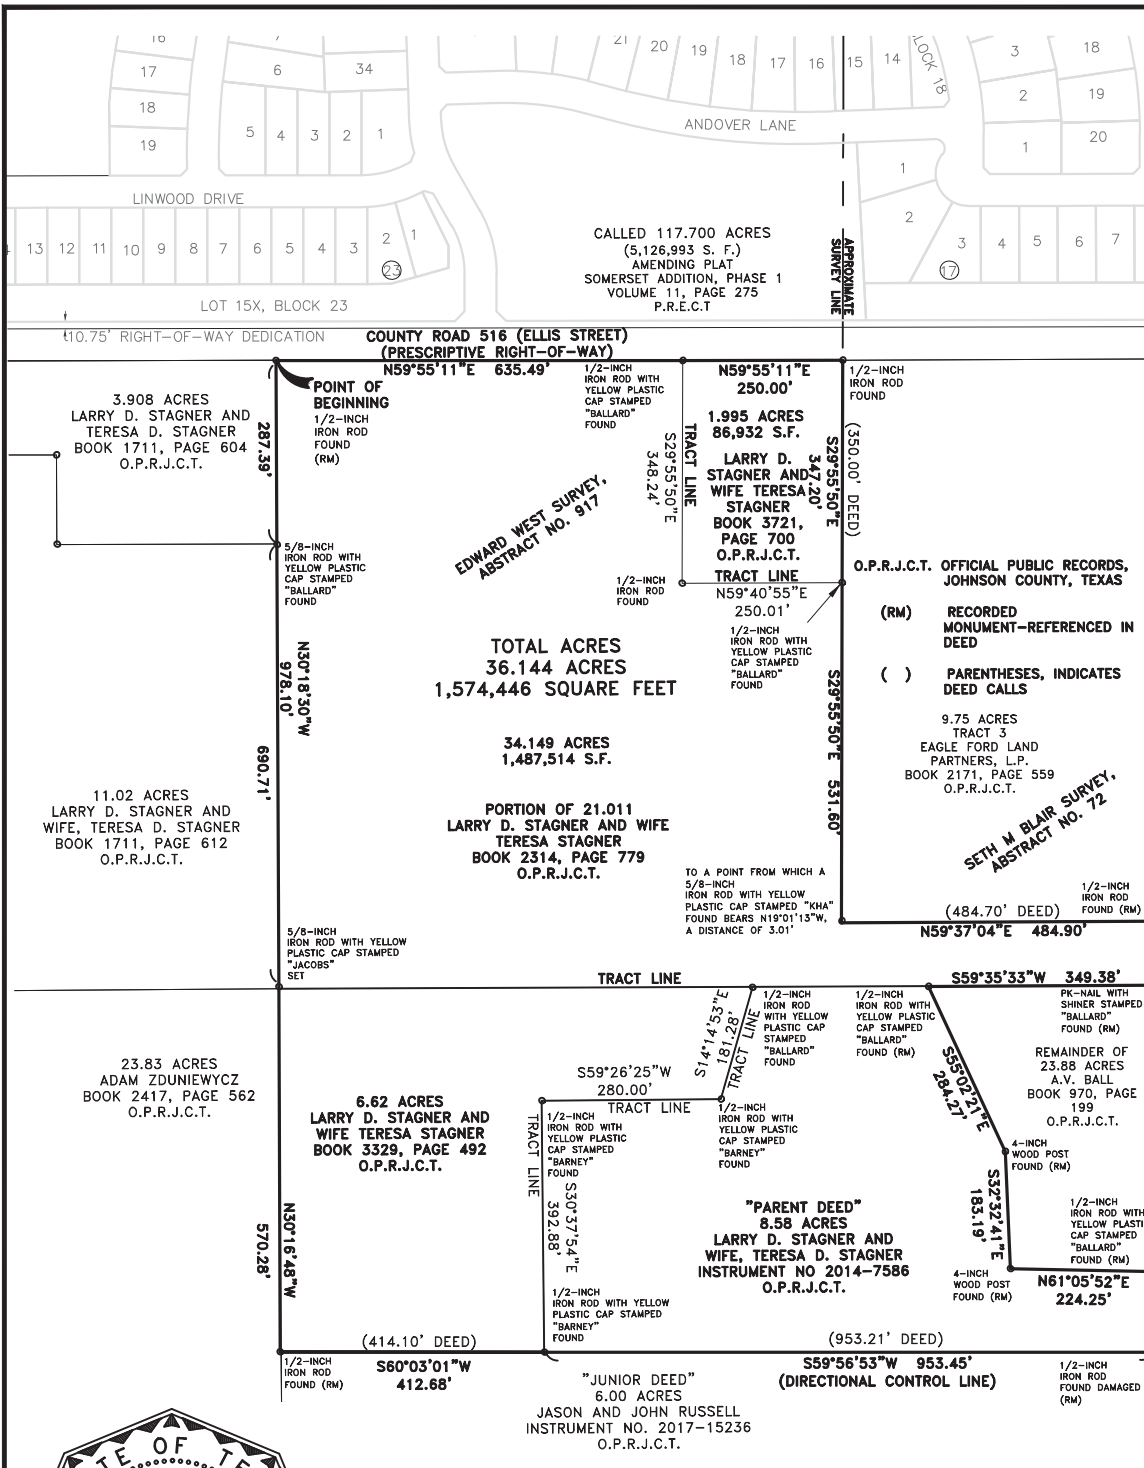 16
17
18
19
7
6
34
5
4
3
2
1
21
20
19
18
17
16
15
14
BLOCK 18
3
18
2
19
1
20
ANDOVER LANE
LINWOOD DRIVE
13
12
11
10
9
8
7
6
5
4
3
2
1
23
LOT 15X, BLOCK 23
1
2
3
4
5
6
7
17
CALLED 117.700 ACRES
(5,126,993 S. F.)
AMENDING PLAT
SOMERSET ADDITION, PHASE 1
VOLUME 11, PAGE 275
P.R.E.C.T
APPROXIMATE
SURVEY LINE
10.75' RIGHT-OF-WAY DEDICATION
COUNTY ROAD 516 (ELLIS STREET)
(PRESCRIPTIVE RIGHT-OF-WAY)
N59°55'11"E 635.49'
N59°55'11"E
250.00'
POINT OF
BEGINNING
1/2-INCH
IRON ROD
FOUND
(RM)
1/2-INCH
IRON ROD WITH
YELLOW PLASTIC
CAP STAMPED
"BALLARD"
FOUND
1/2-INCH
IRON ROD
FOUND
3.908 ACRES
LARRY D. STAGNER AND
TERESA D. STAGNER
BOOK 1711, PAGE 604
O.P.R.J.C.T.
287.39'
1.995 ACRES
86,932 S.F.
LARRY D.
STAGNER AND
WIFE TERESA
STAGNER
BOOK 3721,
PAGE 700
O.P.R.J.C.T.
TRACT LINE
S29°55'50"E
348.24'
S29°55'50"E
347.20'
(350.00' DEED)
EDWARD WEST SURVEY,
ABSTRACT NO. 917
5/8-INCH
IRON ROD WITH
YELLOW PLASTIC
CAP STAMPED
"BALLARD"
FOUND
1/2-INCH
IRON ROD
FOUND
TRACT LINE
N59°40'55"E
250.01'
1/2-INCH
IRON ROD WITH
YELLOW PLASTIC
CAP STAMPED
"BALLARD"
FOUND
O.P.R.J.C.T. OFFICIAL PUBLIC RECORDS,
JOHNSON COUNTY, TEXAS
(RM) RECORDED
MONUMENT-REFERENCED IN
DEED
( ) PARENTHESES, INDICATES
DEED CALLS
TOTAL ACRES
36.144 ACRES
1,574,446 SQUARE FEET
34.149 ACRES
1,487,514 S.F.
PORTION OF 21.011
LARRY D. STAGNER AND WIFE
TERESA STAGNER
BOOK 2314, PAGE 779
O.P.R.J.C.T.
N30°18'30"W
978.10'
690.71'
S29°55'50"E 531.60'
9.75 ACRES
TRACT 3
EAGLE FORD LAND
PARTNERS, L.P.
BOOK 2171, PAGE 559
O.P.R.J.C.T.
SETH M BLAIR SURVEY,
ABSTRACT NO. 72
11.02 ACRES
LARRY D. STAGNER AND
WIFE, TERESA D. STAGNER
BOOK 1711, PAGE 612
O.P.R.J.C.T.
TO A POINT FROM WHICH A
5/8-INCH
IRON ROD WITH YELLOW
PLASTIC CAP STAMPED "KHA"
FOUND BEARS N19°01'13"W,
A DISTANCE OF 3.01'
1/2-INCH
IRON ROD
FOUND (RM)
(484.70' DEED)
N59°37'04"E 484.90'
5/8-INCH
IRON ROD WITH YELLOW
PLASTIC CAP STAMPED
"JACOBS"
SET
TRACT LINE
S59°35'33"W 349.38'
S14°14'53"E
181.28'
TRACT LINE
1/2-INCH
IRON ROD
WITH YELLOW
PLASTIC CAP
STAMPED
"BALLARD"
FOUND
1/2-INCH
IRON ROD WITH
YELLOW PLASTIC
CAP STAMPED
"BALLARD"
FOUND (RM)
PK-NAIL WITH
SHINER STAMPED
"BALLARD"
FOUND (RM)
REMAINDER OF
23.88 ACRES
A.V. BALL
BOOK 970, PAGE
199
O.P.R.J.C.T.
S55°02'21"E
284.27'
23.83 ACRES
ADAM ZDUNIEWYCZ
BOOK 2417, PAGE 562
O.P.R.J.C.T.
6.62 ACRES
LARRY D. STAGNER AND
WIFE TERESA STAGNER
BOOK 3329, PAGE 492
O.P.R.J.C.T.
S59°26'25"W
280.00'
TRACT LINE
1/2-INCH
IRON ROD WITH
YELLOW PLASTIC
CAP STAMPED
"BARNEY"
FOUND
1/2-INCH
IRON ROD WITH
YELLOW PLASTIC
CAP STAMPED
"BARNEY"
FOUND
TRACT LINE
S30°37'54"E
392.88'
4-INCH
WOOD POST
FOUND (RM)
S32°32'41"E
183.19'
"PARENT DEED"
8.58 ACRES
LARRY D. STAGNER AND
WIFE, TERESA D. STAGNER
INSTRUMENT NO 2014-7586
O.P.R.J.C.T.
1/2-INCH
IRON ROD WITH
YELLOW PLASTI
CAP STAMPED
"BALLARD"
FOUND (RM)
4-INCH
WOOD POST
FOUND (RM)
N61°05'52"E
224.25'
N30°16'48"W
570.28'
1/2-INCH
IRON ROD WITH YELLOW
PLASTIC CAP STAMPED
"BARNEY"
FOUND
(414.10' DEED)
S60°03'01"W
412.68'
(953.21' DEED)
S59°56'53"W 953.45'
(DIRECTIONAL CONTROL LINE)
1/2-INCH
IRON ROD
FOUND (RM)
1/2-INCH
IRON ROD
FOUND DAMAGED
(RM)
"JUNIOR DEED"
6.00 ACRES
JASON AND JOHN RUSSELL
INSTRUMENT NO. 2017-15236
O.P.R.J.C.T.
TE OF TE